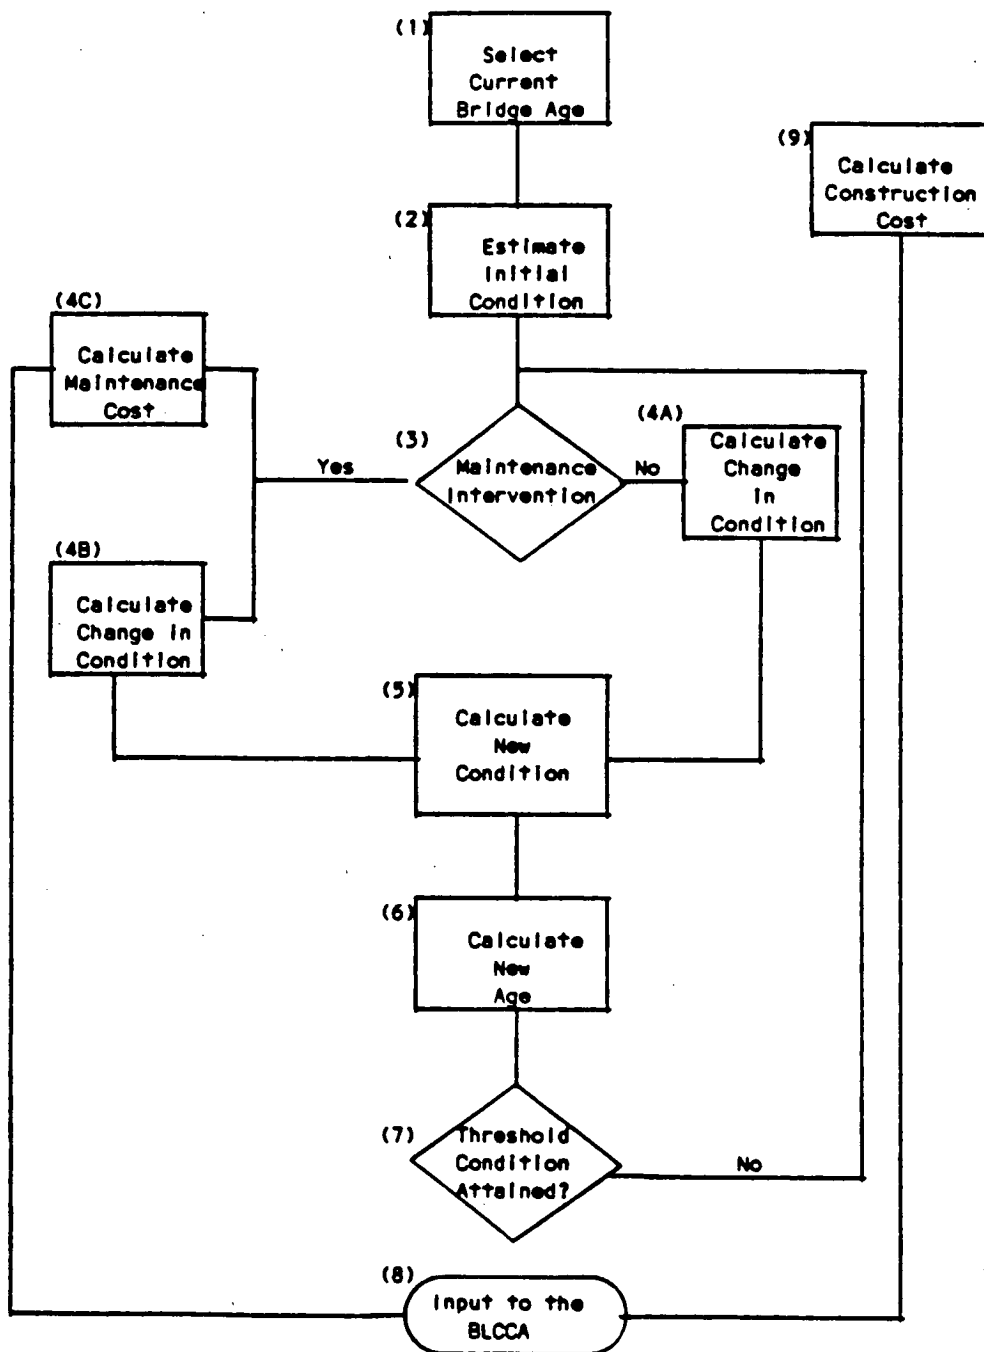 (1)
Select
Current
Bridge Age
(9)
Calculate
Construction
Cost
(2)
Estimate
Initial
Condition
(4C)
Calculate
Maintenance
Cost
(3)
Maintenance
Intervention
Yes
No
(4A)
Calculate
Change
in
Condition
(4B)
Calculate
Change in
Condition
(5)
Calculate
New
Condition
(6)
Calculate
New
Age
(7)
Threshold
Condition
Attained?
No
(8)
Input to the
BLCCA